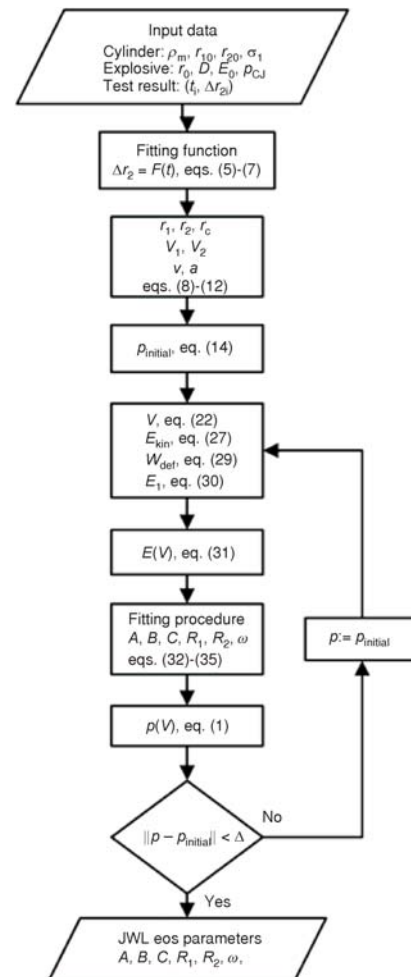 Input data
Cylinder: ρm, r10, r20, σ1
Explosive: r0, D, E0, pCJ
Test result: (ti, Δr2i)
Fitting function
Δr2 = F(t), eqs. (5)-(7)
r1, r2, rc
V1, V2
v, a
eqs. (8)-(12)
pinitial, eq. (14)
V, eq. (22)
Ekin, eq. (27)
Wdef, eq. (29)
E1, eq. (30)
E(V), eq. (31)
Fitting procedure
A, B, C, R1, R2, ω
eqs. (32)-(35)
p:= pinitial
p(V), eq. (1)
||p – pinitial|| < Δ
No
Yes
JWL eos parameters
A, B, C, R1, R2, ω,